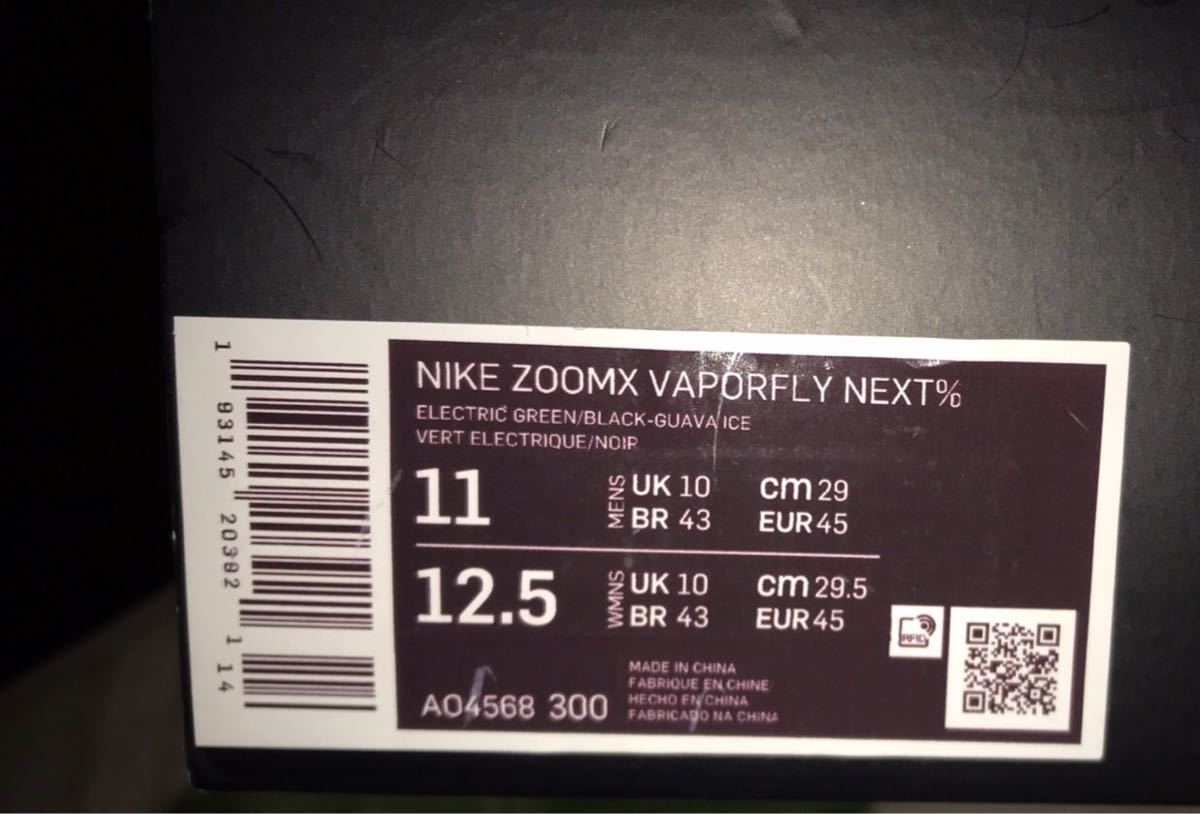 NIKE ZOOMX VAPORFLY NEXT%
ELECTRIC GREEN/BLACK-GUAVA ICE
VERT ELECTRIQUE/NOIR
11 MENS UK 10 cm 29
BR 43 EUR 45
12.5 WMNS UK 10 cm 29.5
BR 43 EUR 45
AO4568 300
MADE IN CHINA
FABRIQUE EN CHINE
HECHO EN CHINA
FABRICADO NA CHINA
RFID
1 93145 20382 1 14